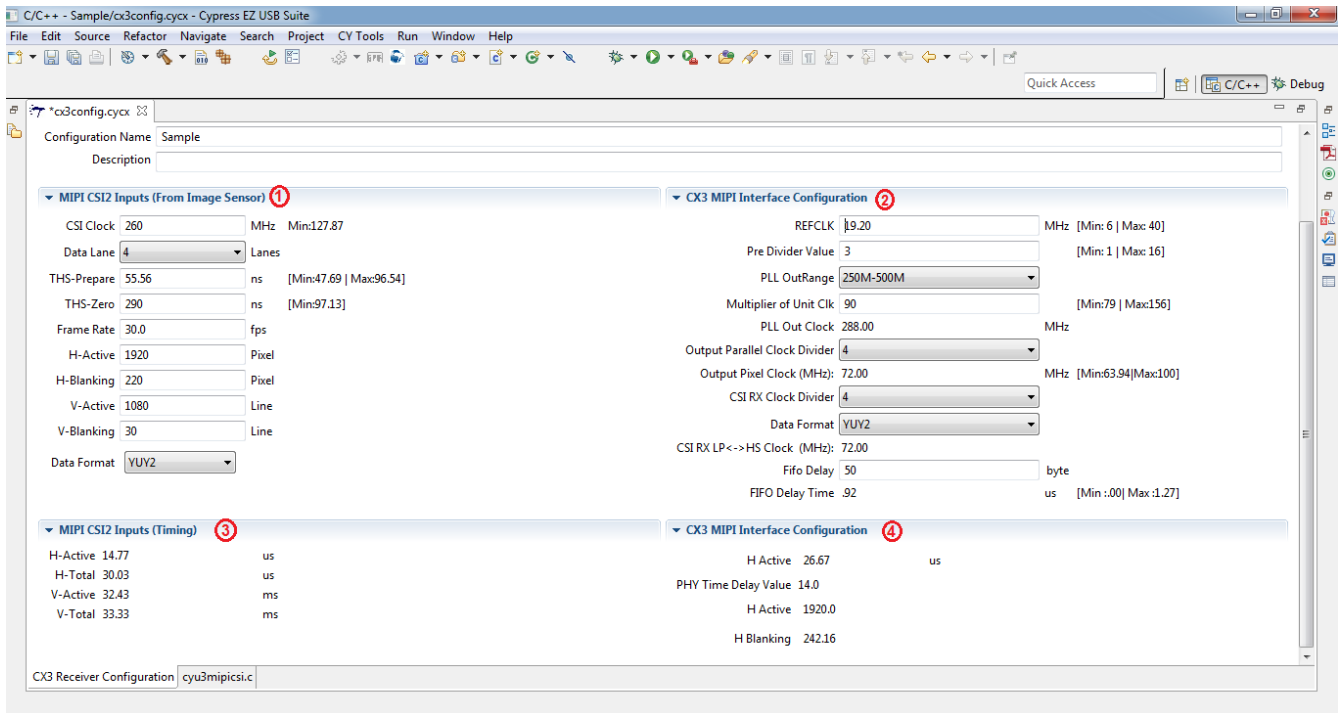 C/C++ - Sample/cx3config.cycx - Cypress EZ USB Suite
File Edit Source Refactor Navigate Search Project CY Tools Run Window Help
Quick Access
C/C++
Debug
*cx3config.cycx
Configuration Name Sample
Description
MIPI CSI2 Inputs (From Image Sensor) 1
CSI Clock 260 MHz Min:127.87
Data Lane 4 Lanes
THS-Prepare 55.56 ns [Min:47.69 | Max:96.54]
THS-Zero 290 ns [Min:97.13]
Frame Rate 30.0 fps
H-Active 1920 Pixel
H-Blanking 220 Pixel
V-Active 1080 Line
V-Blanking 30 Line
Data Format YUY2
CX3 MIPI Interface Configuration 2
REFCLK 19.20 MHz [Min: 6 | Max: 40]
Pre Divider Value 3 [Min: 1 | Max: 16]
PLL OutRange 250M-500M
Multiplier of Unit Clk 90 [Min:79 | Max:156]
PLL Out Clock 288.00 MHz
Output Parallel Clock Divider 4
Output Pixel Clock (MHz): 72.00 MHz [Min:63.94|Max:100]
CSI RX Clock Divider 4
Data Format YUY2
CSI RX LP<->HS Clock (MHz): 72.00
Fifo Delay 50 byte
FIFO Delay Time .92 us [Min :.00| Max :1.27]
MIPI CSI2 Inputs (Timing) 3
H-Active 14.77 us
H-Total 30.03 us
V-Active 32.43 ms
V-Total 33.33 ms
CX3 MIPI Interface Configuration 4
H Active 26.67 us
PHY Time Delay Value 14.0
H Active 1920.0
H Blanking 242.16
CX3 Receiver Configuration cyu3mipicsi.c